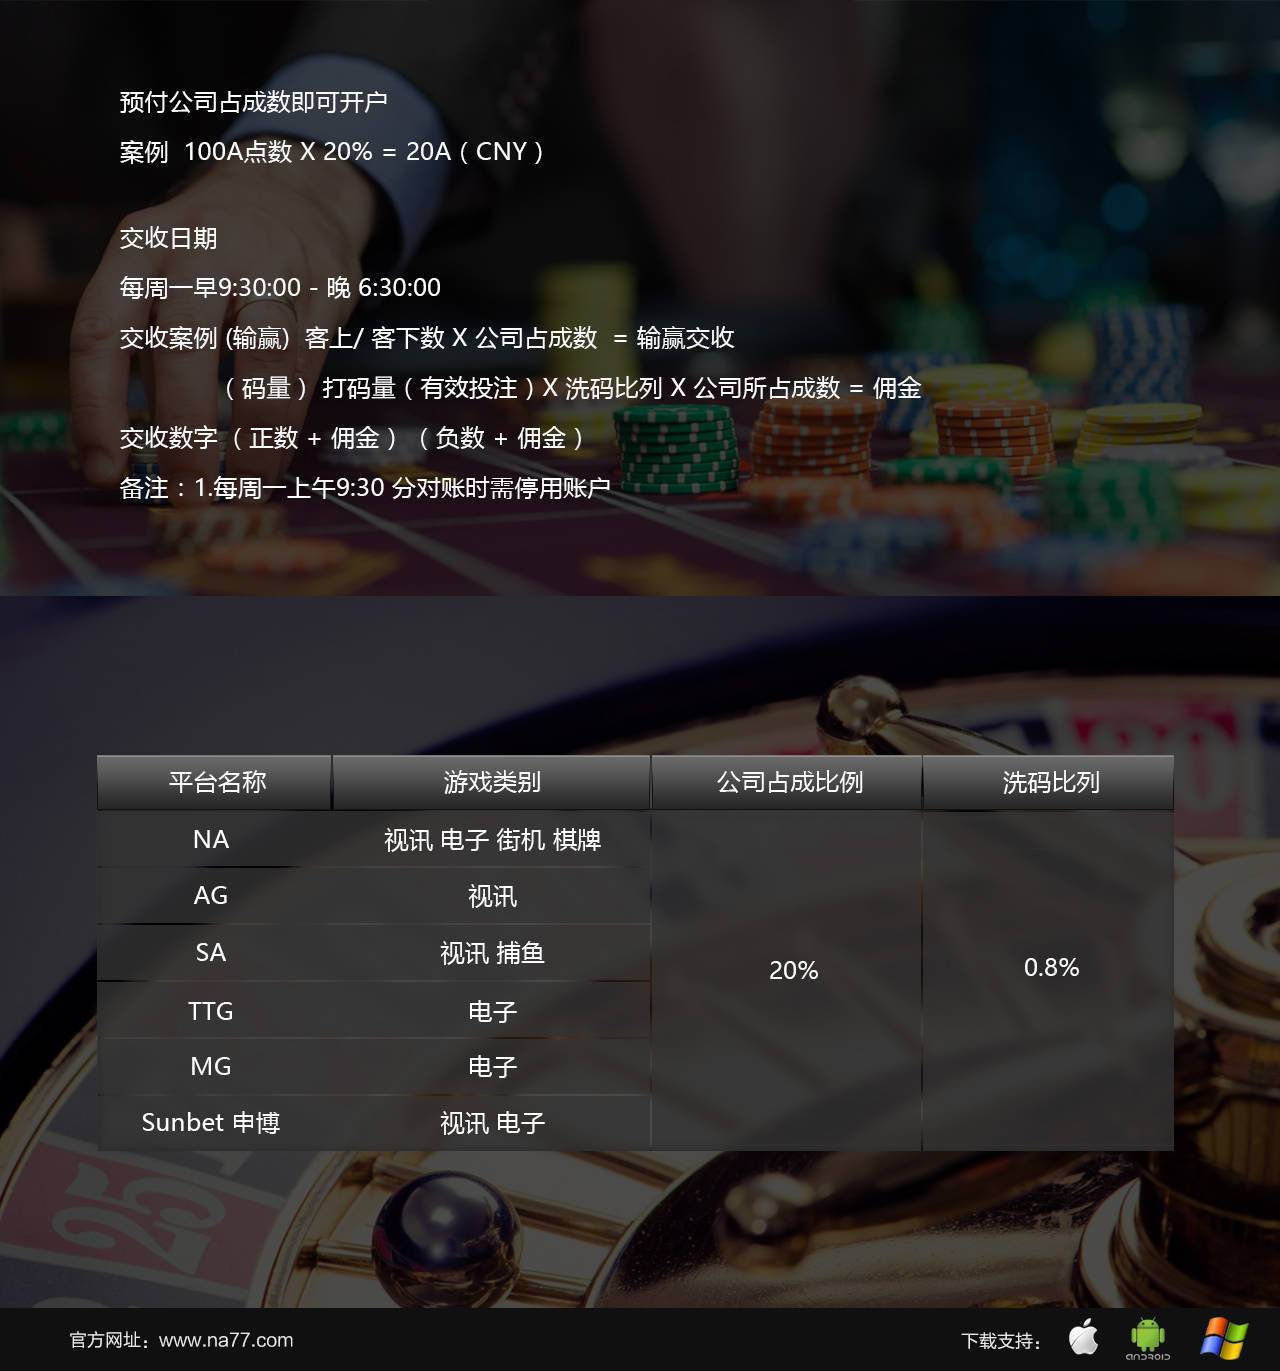 预付公司占成数即可开户
案例 100A点数 X 20% = 20A（CNY）
交收日期
每周一早9:30:00 - 晚 6:30:00
交收案例 (输赢) 客上/ 客下数 X 公司占成数 = 输赢交收
（ 码量 ） 打码量（有效投注）X 洗码比列 X 公司所占成数 = 佣金
交收数字 （ 正数 + 佣金 ） （ 负数 + 佣金 ）
备注：1.每周一上午9:30 分对账时需停用账户
平台名称 游戏类别 公司占成比例 洗码比列
NA 视讯 电子 街机 棋牌
AG 视讯
SA 视讯 捕鱼
20% 0.8%
TTG 电子
MG 电子
Sunbet 申博 视讯 电子
20
25
官方网址：www.na77.com 下载支持：
ANDROID